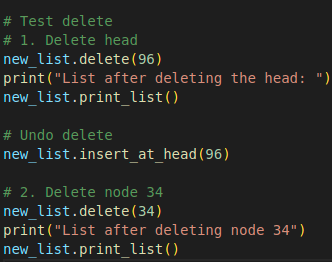 # Test delete
# 1. Delete head
new_list.delete(96)
print("List after deleting the head: ")
new_list.print_list()
# Undo delete
new_list.insert_at_head(96)
# 2. Delete node 34
new_list.delete(34)
print("List after deleting node 34")
new_list.print_list()